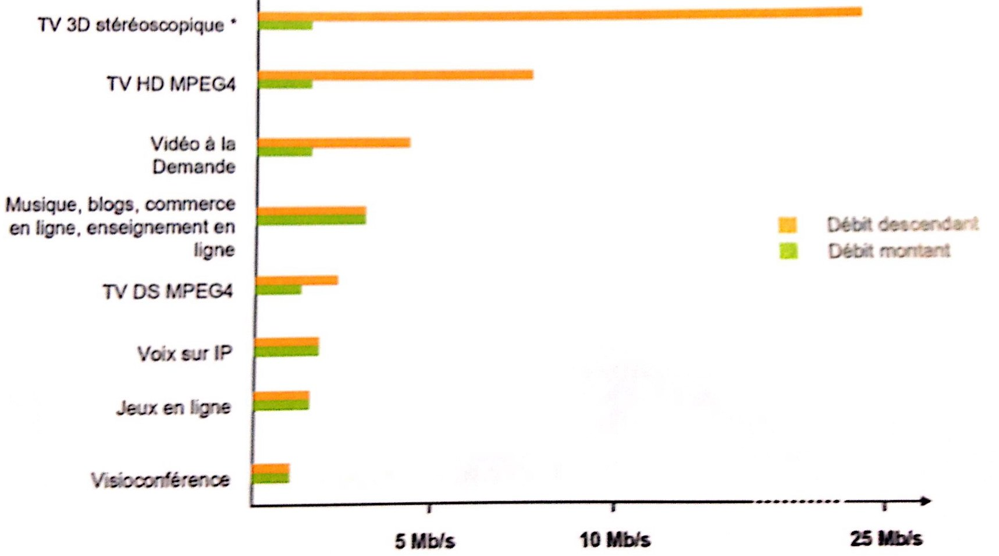 TV 3D stéréoscopique *
TV HD MPEG4
Vidéo à la
Demande
Musique, blogs, commerce
en ligne, enseignement en
ligne
TV DS MPEG4
Voix sur IP
Jeux en ligne
Visioconférence
Débit descendant
Débit montant
5 Mb/s
10 Mb/s
25 Mb/s